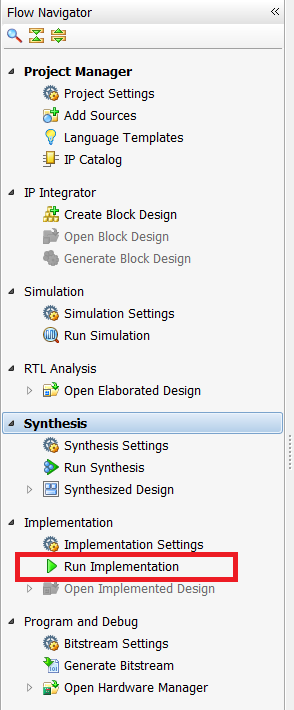 Flow Navigator
Project Manager
Project Settings
Add Sources
Language Templates
IP Catalog
IP Integrator
Create Block Design
Open Block Design
Generate Block Design
Simulation
Simulation Settings
Run Simulation
RTL Analysis
Open Elaborated Design
Synthesis
Synthesis Settings
Run Synthesis
Synthesized Design
Implementation
Implementation Settings
Run Implementation
Open Implemented Design
Program and Debug
Bitstream Settings
Generate Bitstream
Open Hardware Manager